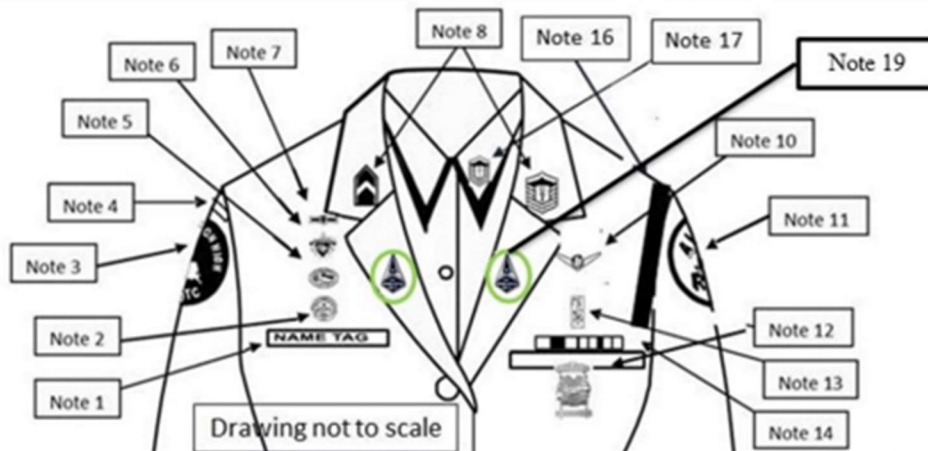 Note 8
Note 16
Note 17
Note 7
Note 6
Note 19
Note 5
Note 10
Note 4
Note 11
Note 3
Note 2
NAME TAG
Note 12
Note 1
Note 13
Drawing not to scale
Note 14